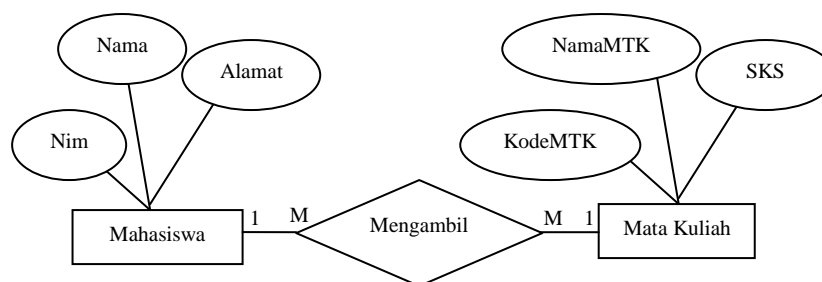 Nama
Alamat
Nim
NamaMTK
SKS
KodeMTK
Mahasiswa
1
M
Mengambil
M
1
Mata Kuliah